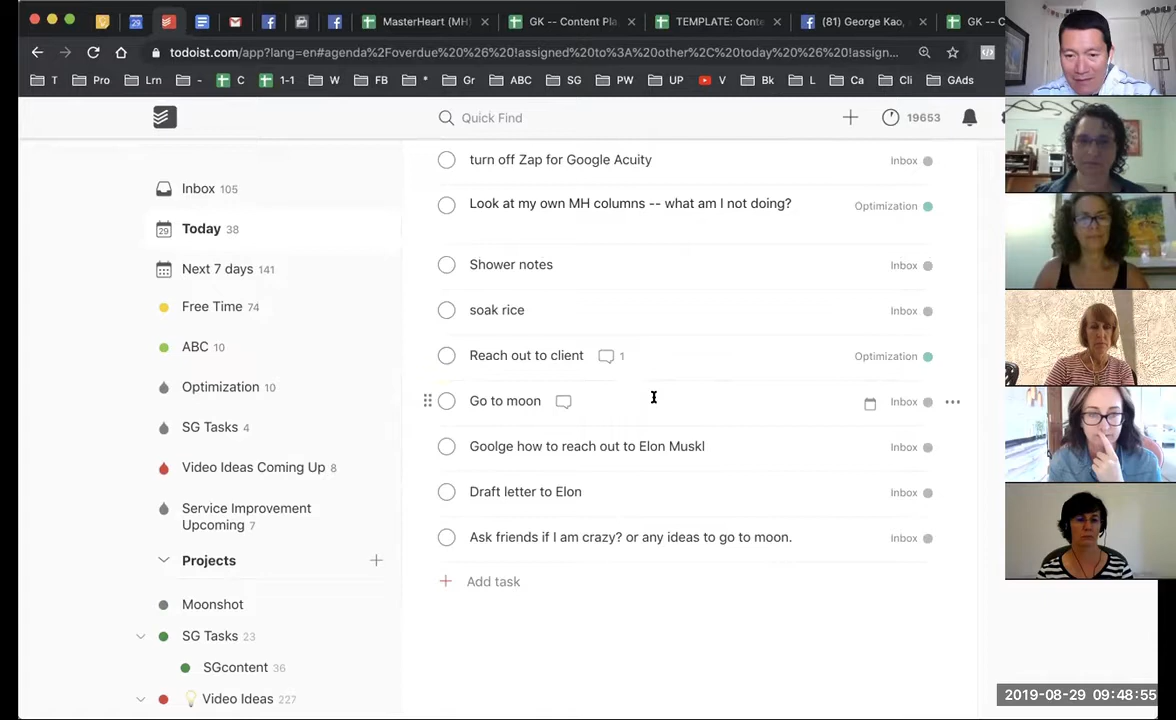 MasterHeart (MH)
GK -- Content Pla
TEMPLATE: Conte
(81) George Kao,
GK -- C
todoist.com/app?lang=en#agenda%2Foverdue%20%26%20!assigned%20to%3A%20other%2C%20today%20%26%20!assign...
T
Pro
Lrn
-
C
1-1
W
FB
*
Gr
ABC
SG
PW
UP
V
Bk
L
Ca
Cli
GAds
Quick Find
19653
Inbox 105
Today 38
Next 7 days 141
Free Time 74
ABC 10
Optimization 10
SG Tasks 4
Video Ideas Coming Up 8
Service Improvement
Upcoming 7
Projects
Moonshot
SG Tasks 23
SGcontent 36
Video Ideas 227
turn off Zap for Google Acuity Inbox
Look at my own MH columns -- what am I not doing? Optimization
Shower notes Inbox
soak rice Inbox
Reach out to client 1 Optimization
Go to moon Inbox
Goolge how to reach out to Elon Muskl Inbox
Draft letter to Elon Inbox
Ask friends if I am crazy? or any ideas to go to moon. Inbox
Add task
2019-08-29 09:48:55